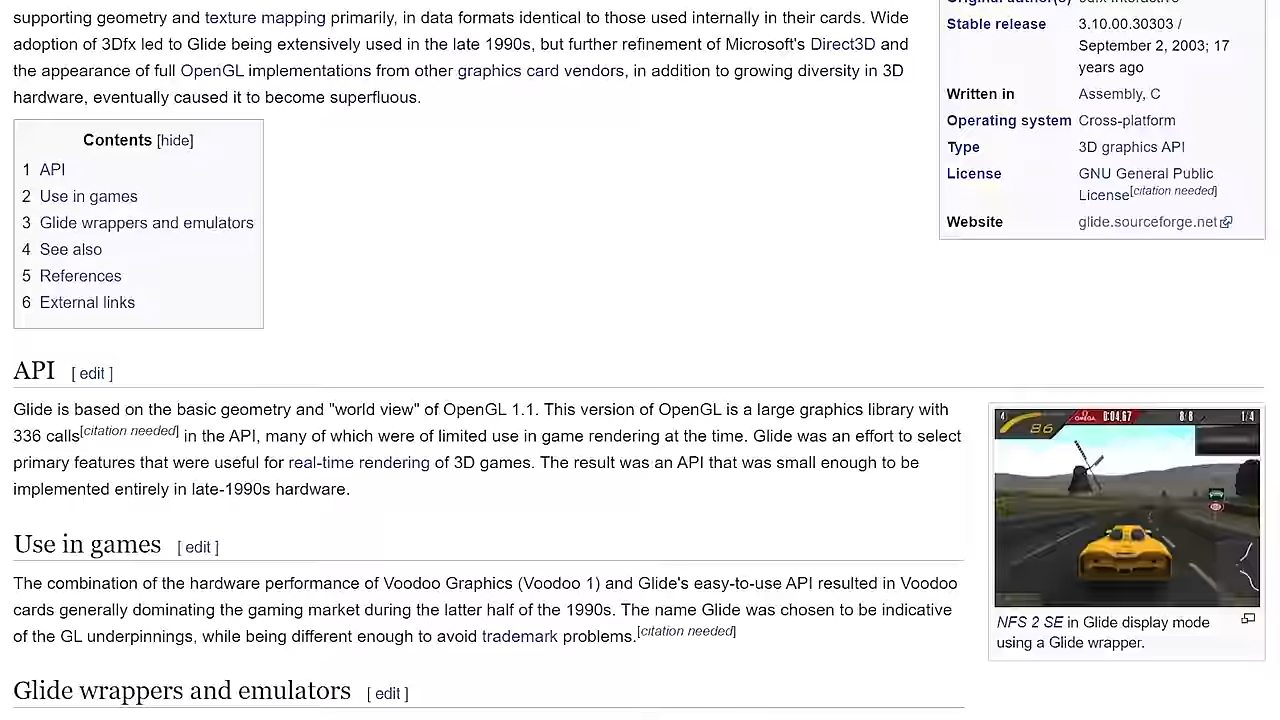 supporting geometry and texture mapping primarily, in data formats identical to those used internally in their cards. Wide
adoption of 3Dfx led to Glide being extensively used in the late 1990s, but further refinement of Microsoft's Direct3D and
the appearance of full OpenGL implementations from other graphics card vendors, in addition to growing diversity in 3D
hardware, eventually caused it to become superfluous.
Stable release 3.10.00.30303 /
September 2, 2003; 17
years ago
Written in Assembly, C
Operating system Cross-platform
Type 3D graphics API
License GNU General Public
License[citation needed]
Website glide.sourceforge.net
Contents [hide]
1 API
2 Use in games
3 Glide wrappers and emulators
4 See also
5 References
6 External links
API [ edit ]
Glide is based on the basic geometry and "world view" of OpenGL 1.1. This version of OpenGL is a large graphics library with
336 calls[citation needed] in the API, many of which were of limited use in game rendering at the time. Glide was an effort to select
primary features that were useful for real-time rendering of 3D games. The result was an API that was small enough to be
implemented entirely in late-1990s hardware.
4 86 OMEGA 0:04.67 8/8 1/4
NFS 2 SE in Glide display mode
using a Glide wrapper.
Use in games [ edit ]
The combination of the hardware performance of Voodoo Graphics (Voodoo 1) and Glide's easy-to-use API resulted in Voodoo
cards generally dominating the gaming market during the latter half of the 1990s. The name Glide was chosen to be indicative
of the GL underpinnings, while being different enough to avoid trademark problems.[citation needed]
Glide wrappers and emulators [ edit ]